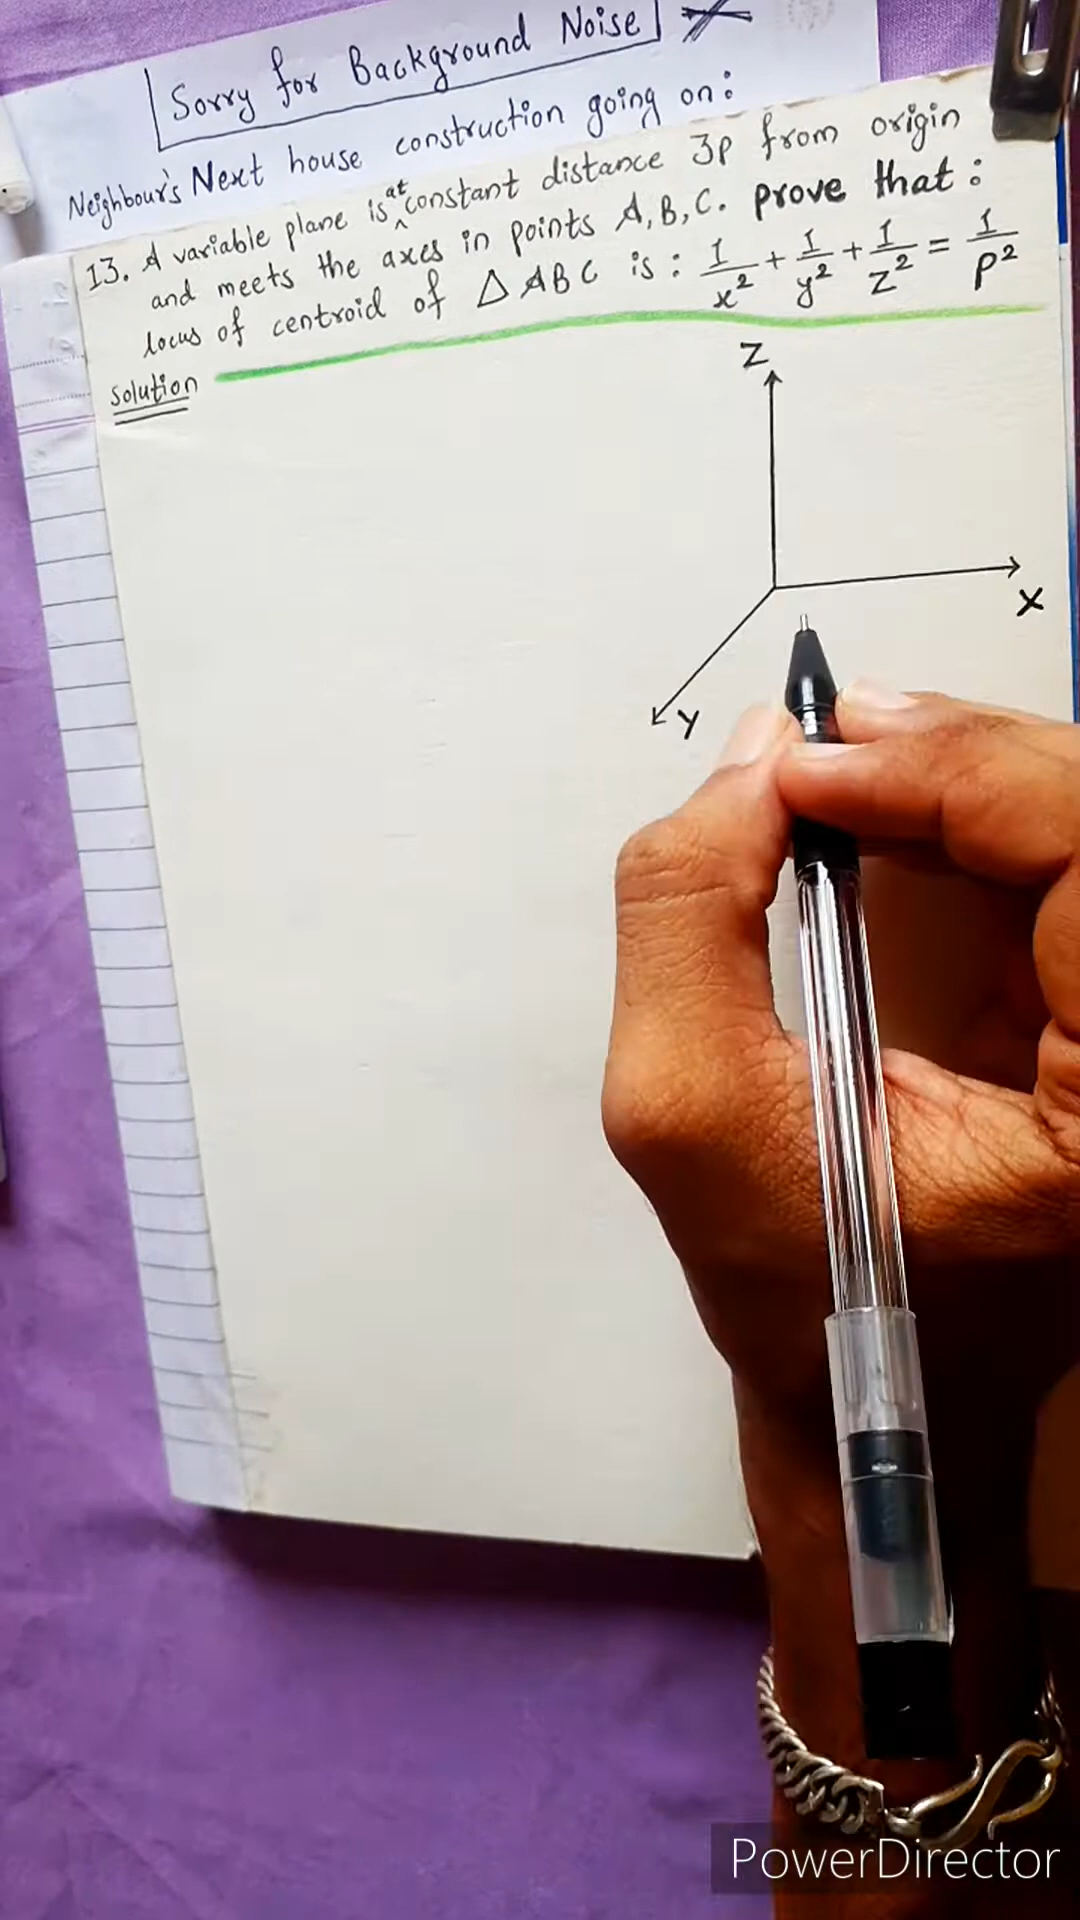 Sorry for Background Noise
Neighbour's Next house construction going on:
13. A variable plane is at constant distance 3p from origin
and meets the axes in points A, B, C. prove that:
locus of centroid of △ ABC is: 1/x² + 1/y² + 1/z² = 1/p²
Solution
Z
X
Y
PowerDirector